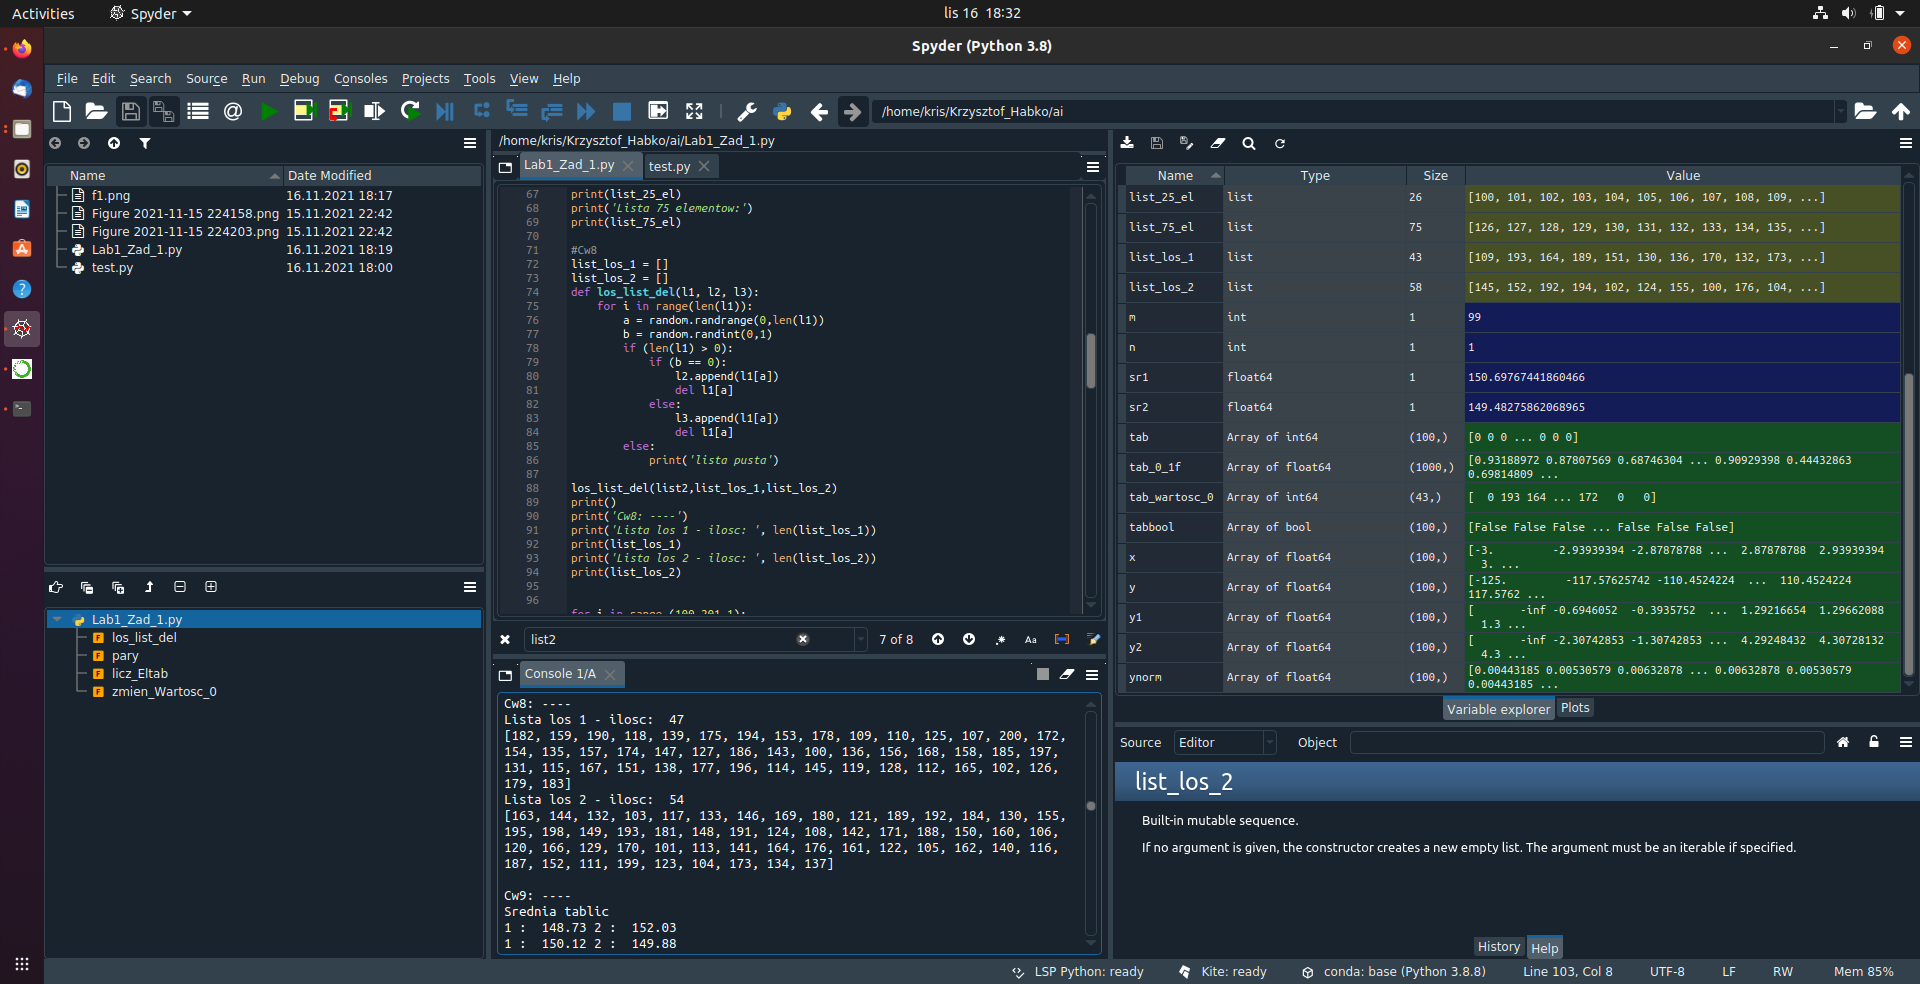 Activities
Spyder
lis 16 18:32
Spyder (Python 3.8)
File Edit Search Source Run Debug Consoles Projects Tools View Help
/home/kris/Krzysztof_Habko/ai
Name Date Modified
f1.png 16.11.2021 18:17
Figure 2021-11-15 224158.png 15.11.2021 22:42
Figure 2021-11-15 224203.png 15.11.2021 22:42
Lab1_Zad_1.py 16.11.2021 18:19
test.py 16.11.2021 18:00
Lab1_Zad_1.py
los_list_del
pary
licz_Eltab
zmien_Wartosc_0
/home/kris/Krzysztof_Habko/ai/Lab1_Zad_1.py
Lab1_Zad_1.py test.py
67 print(list_25_el)
68 print('Lista 75 elementow:')
69 print(list_75_el)
70
71 #Cw8
72 list_los_1 = []
73 list_los_2 = []
74 def los_list_del(l1, l2, l3):
75 for i in range(len(l1)):
76 a = random.randrange(0,len(l1))
77 b = random.randint(0,1)
78 if (len(l1) > 0):
79 if (b == 0):
80 l2.append(l1[a])
81 del l1[a]
82 else:
83 l3.append(l1[a])
84 del l1[a]
85 else:
86 print('lista pusta')
87
88 los_list_del(list2,list_los_1,list_los_2)
89 print()
90 print('Cw8: ----')
91 print('Lista los 1 - ilosc: ', len(list_los_1))
92 print(list_los_1)
93 print('Lista los 2 - ilosc: ', len(list_los_2))
94 print(list_los_2)
95
96
for i in range (100,201,1):
list2
7 of 8
Aa
Console 1/A
Cw8: ----
Lista los 1 - ilosc: 47
[182, 159, 190, 118, 139, 175, 194, 153, 178, 109, 110, 125, 107, 200, 172,
154, 135, 157, 174, 147, 127, 186, 143, 100, 136, 156, 168, 158, 185, 197,
131, 115, 167, 151, 138, 177, 196, 114, 145, 119, 128, 112, 165, 102, 126,
179, 183]
Lista los 2 - ilosc: 54
[163, 144, 132, 103, 117, 133, 146, 169, 180, 121, 189, 192, 184, 130, 155,
195, 198, 149, 193, 181, 148, 191, 124, 108, 142, 171, 188, 150, 160, 106,
120, 166, 129, 170, 101, 113, 141, 164, 176, 161, 122, 105, 162, 140, 116,
187, 152, 111, 199, 123, 104, 173, 134, 137]
Cw9: ----
Srednia tablic
1 : 148.73 2 : 152.03
1 : 150.12 2 : 149.88
Name Type Size Value
list_25_el list 26 [100, 101, 102, 103, 104, 105, 106, 107, 108, 109, ...]
list_75_el list 75 [126, 127, 128, 129, 130, 131, 132, 133, 134, 135, ...]
list_los_1 list 43 [109, 193, 164, 189, 151, 130, 136, 170, 132, 173, ...]
list_los_2 list 58 [145, 152, 192, 194, 102, 124, 155, 100, 176, 104, ...]
m int 1 99
n int 1 1
sr1 float64 1 150.69767441860466
sr2 float64 1 149.48275862068965
tab Array of int64 (100,) [0 0 0 ... 0 0 0]
tab_0_1f Array of float64 (1000,) [0.93188972 0.87807569 0.68746304 ... 0.90929398 0.44432863
0.69814809 ...
tab_wartosc_0 Array of int64 (43,) [ 0 193 164 ... 172 0 0]
tabbool Array of bool (100,) [False False False ... False False False]
x Array of float64 (100,) [-3. -2.93939394 -2.87878788 ... 2.87878788 2.93939394
3. ...
y Array of float64 (100,) [-125. -117.57625742 -110.4524224 ... 110.4524224
117.5762 ...
y1 Array of float64 (100,) [ -inf -0.6946052 -0.3935752 ... 1.29216654 1.29662088
1.3 ...
y2 Array of float64 (100,) [ -inf -2.30742853 -1.30742853 ... 4.29248432 4.30728132
4.3 ...
ynorm Array of float64 (100,) [0.00443185 0.00530579 0.00632878 ... 0.00632878 0.00530579
0.00443185 ...
Variable explorer Plots
Source Editor Object
list_los_2
Built-in mutable sequence.
If no argument is given, the constructor creates a new empty list. The argument must be an iterable if specified.
History Help
LSP Python: ready Kite: ready conda: base (Python 3.8.8) Line 103, Col 8 UTF-8 LF RW Mem 85%